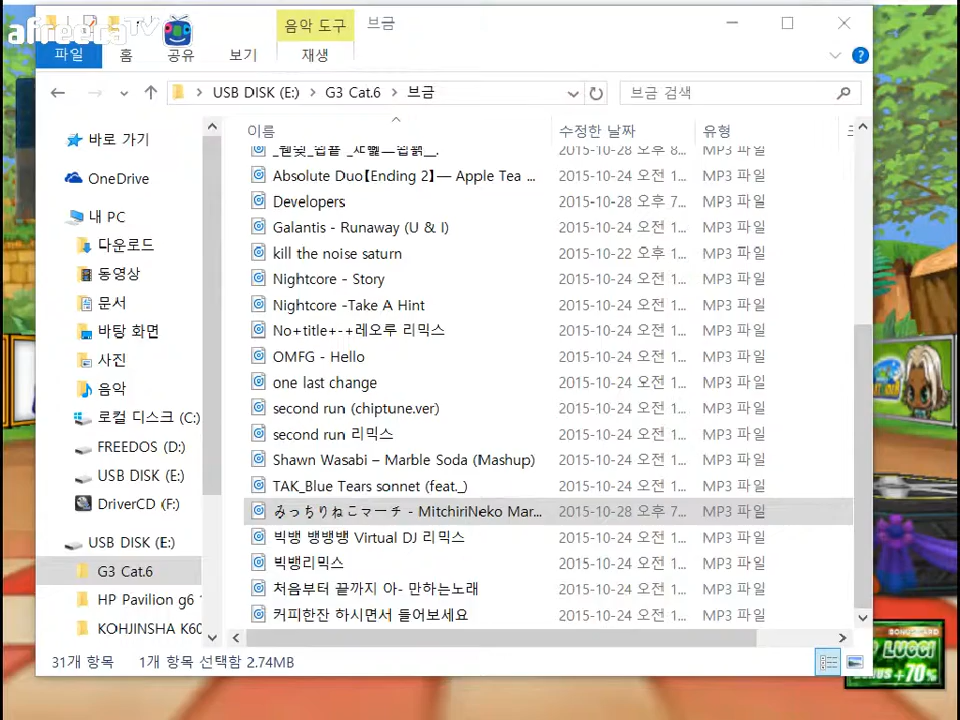 afreecaTV
음악 도구
브금
파일
홈
공유
보기
재생
USB DISK (E:)
G3 Cat.6
브금
브금 검색
이름
수정한 날짜
유형
2015-10-28 오후 8... MP3 파일
Absolute Duo【Ending 2】— Apple Tea ... 2015-10-24 오전 1... MP3 파일
Developers 2015-10-28 오후 7... MP3 파일
Galantis - Runaway (U & I) 2015-10-24 오전 1... MP3 파일
kill the noise saturn 2015-10-22 오후 1... MP3 파일
Nightcore - Story 2015-10-24 오전 1... MP3 파일
Nightcore -Take A Hint 2015-10-24 오전 1... MP3 파일
No+title+-+레오루 리믹스 2015-10-24 오전 1... MP3 파일
OMFG - Hello 2015-10-24 오전 1... MP3 파일
one last change 2015-10-24 오전 1... MP3 파일
second run (chiptune.ver) 2015-10-24 오전 1... MP3 파일
second run 리믹스 2015-10-24 오전 1... MP3 파일
Shawn Wasabi – Marble Soda (Mashup) 2015-10-24 오전 1... MP3 파일
TAK_Blue Tears sonnet (feat._) 2015-10-24 오전 1... MP3 파일
みっちりねこマーチ - MitchiriNeko Mar... 2015-10-28 오후 7... MP3 파일
빅뱅 뱅뱅뱅 Virtual DJ 리믹스 2015-10-24 오전 1... MP3 파일
빅뱅리믹스 2015-10-24 오전 1... MP3 파일
처음부터 끝까지 아- 만하는노래 2015-10-24 오전 1... MP3 파일
커피한잔 하시면서 들어보세요 2015-10-24 오전 1... MP3 파일
바로 가기
OneDrive
내 PC
다운로드
동영상
문서
바탕 화면
사진
음악
로컬 디스크 (C:)
FREEDOS (D:)
USB DISK (E:)
DriverCD (F:)
USB DISK (E:)
G3 Cat.6
HP Pavilion g6
KOHJINSHA K60
31개 항목
1개 항목 선택함 2.74MB
BONUS CARD
LUCCI
+70%